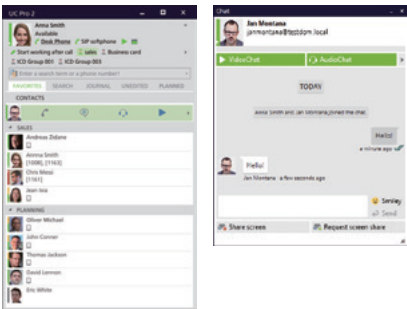 UC Pro 2
Anna Smith
Available
Desk Phone SIP softphone
Start working after call sales Business card
ICD Group 001 ICD Group 003
Enter a search term or a phone number!
FAVORITES SEARCH JOURNAL UNEDITED PLANNED
CONTACTS
SALES
Andreas Zidane
Annna Smith
[1008], [1163]
Chris Messi
[1161]
Jean Ixia
PLANNING
Oliver Michael
John Conner
Thomas Jackson
David Lennon
Eric White
Chat
Jan Montana
janmontana@testdom.local
VideoChat AudioChat
TODAY
Anna Smith and Jan Montana joined the chat.
Hello!
a minute ago
Hello!
Jan Montana a few seconds ago
Smiley
Send
Share screen Request screen share